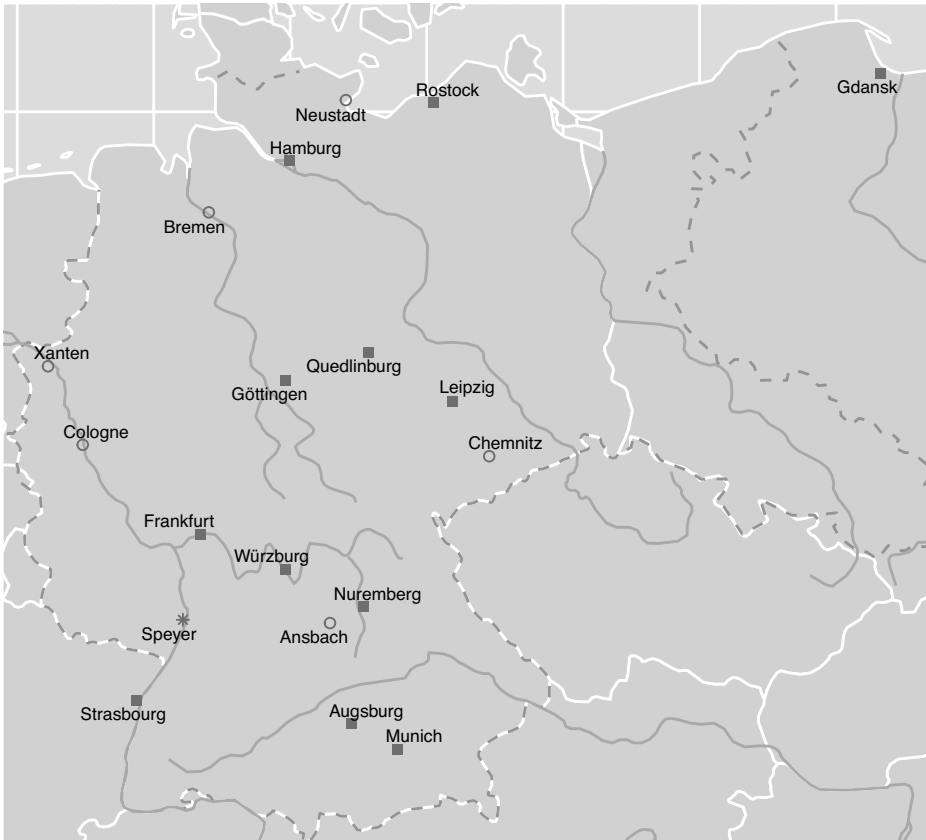 Gdansk
Rostock
Neustadt
Hamburg
Bremen
Xanten
Quedlinburg
Göttingen
Leipzig
Cologne
Chemnitz
Frankfurt
Würzburg
Nuremberg
Speyer
Ansbach
Strasbourg
Augsburg
Munich